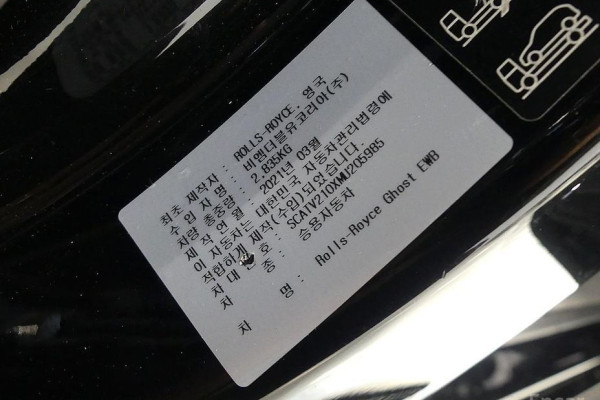 최초 제작자 : ROLLS-ROYCE, 영국
수 입 자 명 : 비엠더블유코리아(주)
차량 총중량 : 2,835KG
제 작 연 월 : 2021년 03월
이 자동차는 대한민국 자동차관리법령에
적합하게 제작(수입)되었습니다.
차 대 번 호 : SCATV210XMU205985
차 종 : 승용자동차
차 명 : Rolls-Royce Ghost EWB